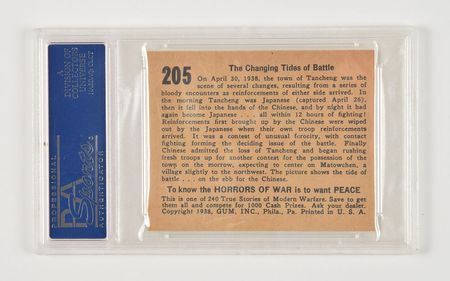 205
The Changing Tides of Battle
On April 30, 1938, the town of Tancheng was the
scene of several changes, resulting from a series of
bloody encounters as reinforcements of either side arrived. In
the morning Tancheng was Japanese (captured April 26),
then it fell into the hands of the Chinese, and by night it had
again become Japanese . . . all within 12 hours of fighting!
Reinforcements first brought up by the Chinese were wiped
out by the Japanese when their own troop reinforcements
arrived. It was a contest of unusual ferocity, with contact
fighting forming the deciding issue of the battle. Finally
Chinese admitted the loss of Tancheng and began rushing
fresh troops up for another contest for the possession of the
town on the morrow, expecting to center on Matowchen, a
village slightly to the northwest. The picture shows the tide of
battle . . . on the ebb for the Chinese.
To know the HORRORS OF WAR is to want PEACE
This is one of 240 True Stories of Modern Warfare. Save to get
them all and compete for 1000 Cash Prizes. Ask your dealer.
Copyright 1938, GUM, INC., Phila., Pa. Printed in U. S. A.
A
DIVISION OF
COLLECTORS
UNIVERSE
PROFESSIONAL
PSA
Sports
AUTHENTICATOR